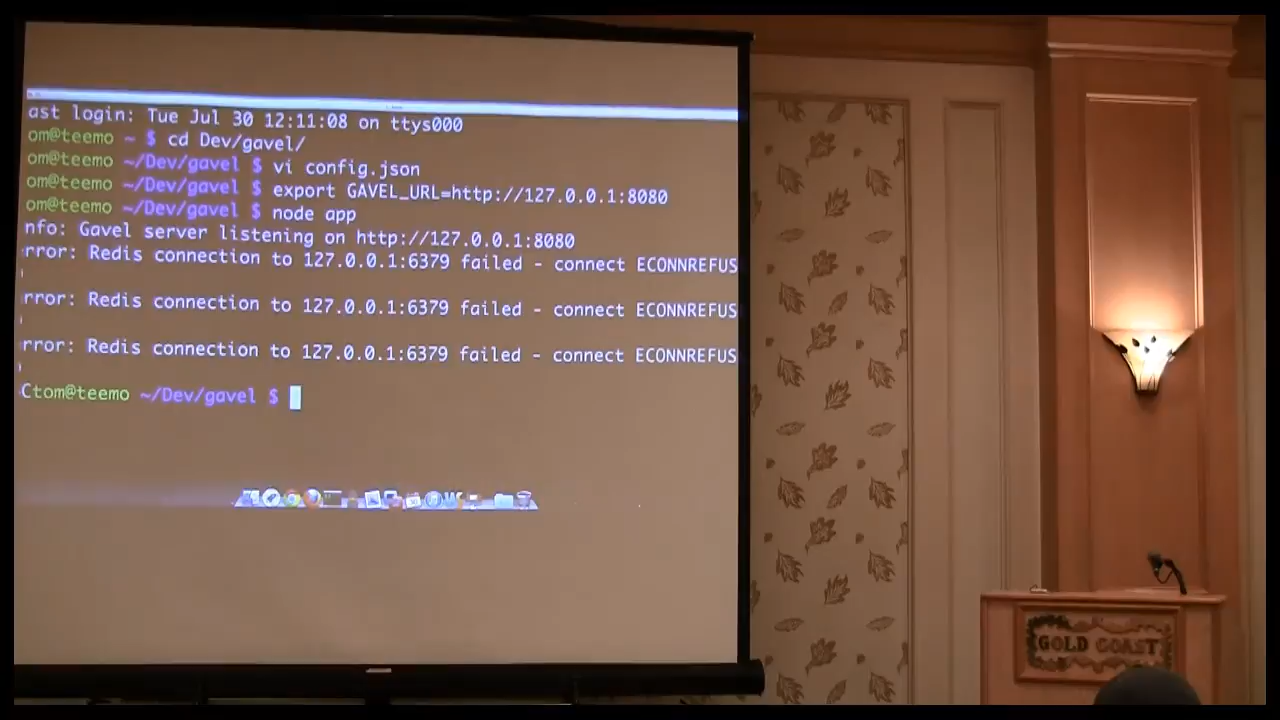 ast login: Tue Jul 30 12:11:08 on ttys000
om@teemo ~ $ cd Dev/gavel/
om@teemo ~/Dev/gavel $ vi config.json
om@teemo ~/Dev/gavel $ export GAVEL_URL=http://127.0.0.1:8080
om@teemo ~/Dev/gavel $ node app
nfo: Gavel server listening on http://127.0.0.1:8080
rror: Redis connection to 127.0.0.1:6379 failed - connect ECONNREFUS
rror: Redis connection to 127.0.0.1:6379 failed - connect ECONNREFUS
rror: Redis connection to 127.0.0.1:6379 failed - connect ECONNREFUS
Ctom@teemo ~/Dev/gavel $
GOLD COAST